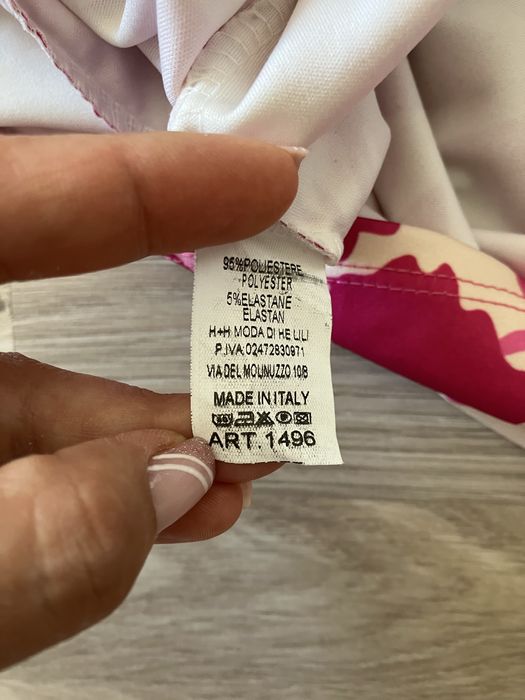 95%POLIESTERE
POLYESTER
5%ELASTANE
ELASTAN
H+H MODA DI HE LILI
P.IVA 02472830971
VIA DEL MOLINUZZO 10/B
MADE IN ITALY
ART. 1496